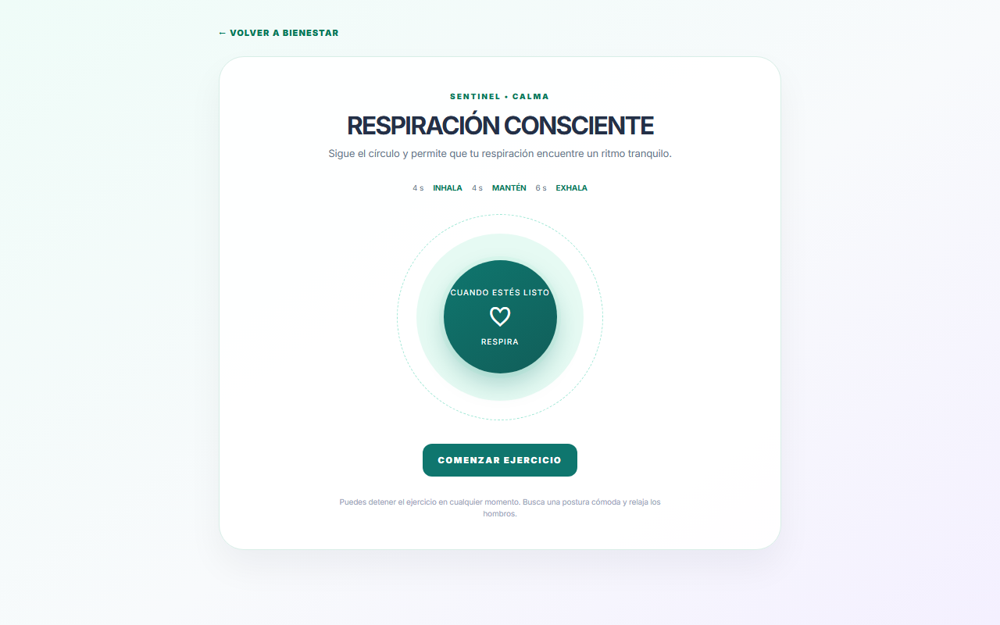 ← VOLVER A BIENESTAR
SENTINEL • CALMA
RESPIRACIÓN CONSCIENTE
Sigue el círculo y permite que tu respiración encuentre un ritmo tranquilo.
4 s INHALA 4 s MANTÉN 6 s EXHALA
CUANDO ESTÉS LISTO
RESPIRA
COMENZAR EJERCICIO
Puedes detener el ejercicio en cualquier momento. Busca una postura cómoda y relaja los
hombros.